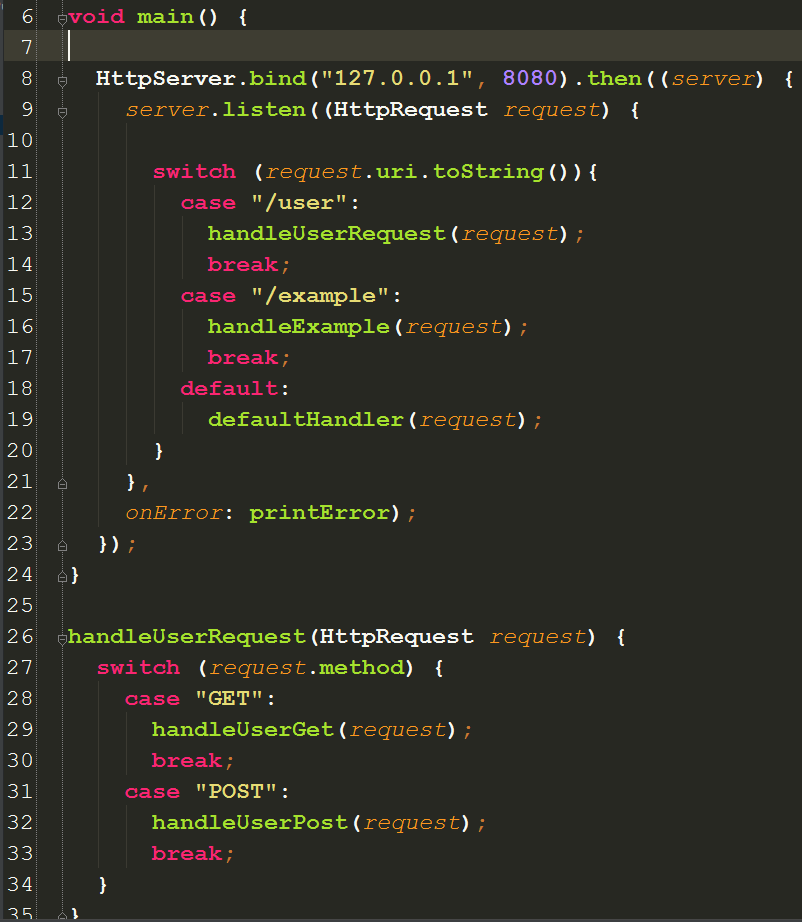 6 void main() {
7
8 HttpServer.bind("127.0.0.1", 8080).then((server) {
9 server.listen((HttpRequest request) {
10
11 switch (request.uri.toString()){
12 case "/user":
13 handleUserRequest(request);
14 break;
15 case "/example":
16 handleExample(request);
17 break;
18 default:
19 defaultHandler(request);
20 }
21 },
22 onError: printError);
23 });
24 }
25
26 handleUserRequest(HttpRequest request) {
27 switch (request.method) {
28 case "GET":
29 handleUserGet(request);
30 break;
31 case "POST":
32 handleUserPost(request);
33 break;
34 }
35 }